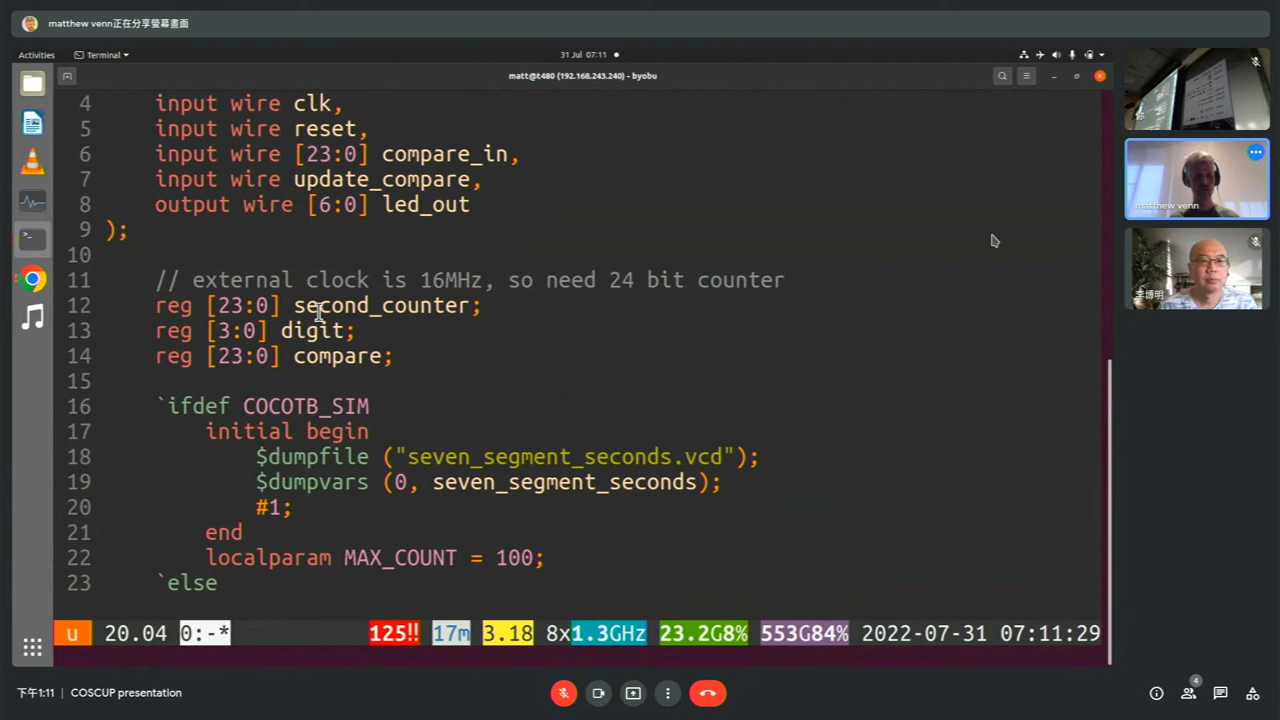 matthew venn正在分享螢幕畫面
Activities
Terminal
31 Jul 07:11
matt@t480 (192.168.243.240) - byobu
4 input wire clk,
5 input wire reset,
6 input wire [23:0] compare_in,
7 input wire update_compare,
8 output wire [6:0] led_out
9 );
10
11 // external clock is 16MHz, so need 24 bit counter
12 reg [23:0] second_counter;
13 reg [3:0] digit;
14 reg [23:0] compare;
15
16 `ifdef COCOTB_SIM
17 initial begin
18 $dumpfile ("seven_segment_seconds.vcd");
19 $dumpvars (0, seven_segment_seconds);
20 #1;
21 end
22 localparam MAX_COUNT = 100;
23 `else
u 20.04 0:-* 125!! 17m 3.18 8x1.3GHz 23.2G8% 553G84% 2022-07-31 07:11:29
你
matthew venn
李博明
下午1:11 | COSCUP presentation
4